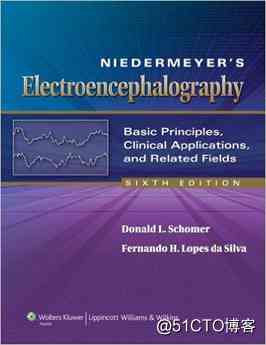 NIEDERMEYER'S
Electroencephalography
Basic Principles,
Clinical Applications,
and Related Fields
SIXTH EDITION
Donald L. Schomer
Fernando H. Lopes da Silva
Wolters Kluwer | Lippincott Williams & Wilkins
@51CTO博客